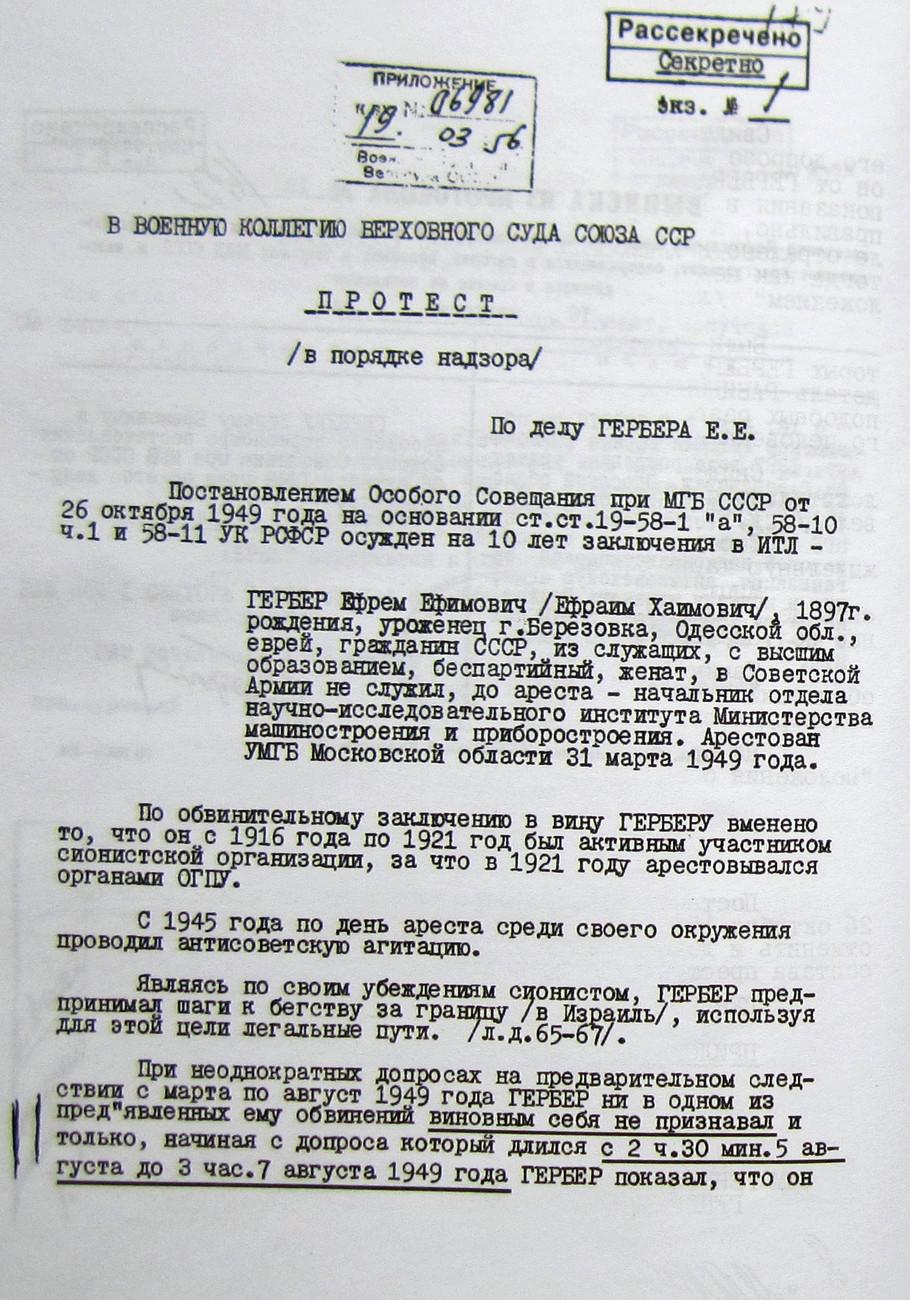 Рассекречено
Секретно
экз. № 1
ПРИЛОЖЕНИЕ
к вх. № 06981
19. 03 56
В ВОЕННУЮ КОЛЛЕГИЮ ВЕРХОВНОГО СУДА СОЮЗА ССР
П Р О Т Е С Т
/в порядке надзора/
По делу ГЕРБЕРА Е.Е.
Постановлением Особого Совещания при МГБ СССР от
26 октября 1949 года на основании ст.ст.19-58-1 "а", 58-10
ч.1 и 58-11 УК РСФСР осужден на 10 лет заключения в ИТЛ -
ГЕРБЕР Ефрем Ефимович /Ефраим Хаимович/, 1897г.
рождения, уроженец г.Березовка, Одесской обл.,
еврей, гражданин СССР, из служащих, с высшим
образованием, беспартийный, женат, в Советской
Армии не служил, до ареста - начальник отдела
научно-исследовательного института Министерства
машиностроения и приборостроения. Арестован
УМГБ Московской области 31 марта 1949 года.
По обвинительному заключению в вину ГЕРБЕРУ вменено
то, что он с 1916 года по 1921 год был активным участником
сионистской организации, за что в 1921 году арестовывался
органами ОГПУ.
С 1945 года по день ареста среди своего окружения
проводил антисоветскую агитацию.
Являясь по своим убеждениям сионистом, ГЕРБЕР пред-
принимал шаги к бегству за границу /в Израиль/, используя
для этой цели легальные пути. /л.д.65-67/.
При неоднократных допросах на предварительном след-
ствии с марта по август 1949 года ГЕРБЕР ни в одном из
пред"явленных ему обвинений виновным себя не признавал и
только, начиная с допроса который длился с 2 ч.30 мин.5 ав-
густа до 3 час.7 августа 1949 года ГЕРБЕР показал, что он